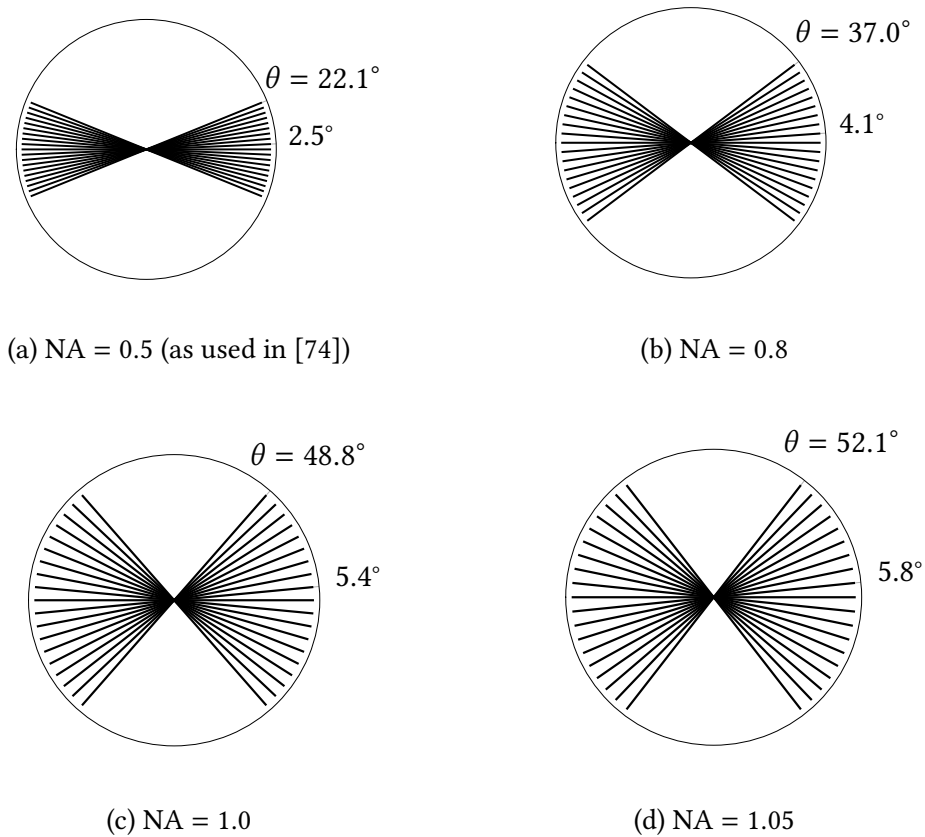 θ = 22.1°
2.5°
θ = 37.0°
4.1°
(a) NA = 0.5 (as used in [74])
(b) NA = 0.8
θ = 48.8°
5.4°
θ = 52.1°
5.8°
(c) NA = 1.0
(d) NA = 1.05